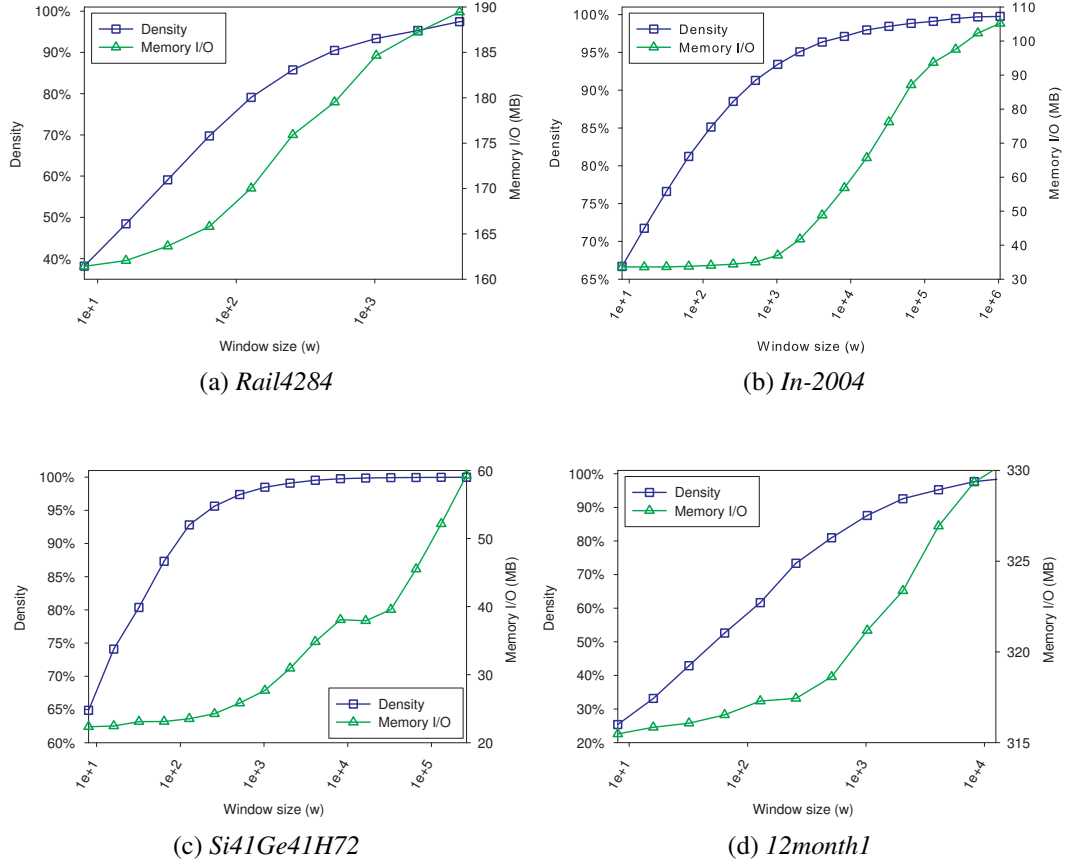 Density
Memory I/O
100%
90%
80%
70%
60%
50%
40%
190
185
180
175
170
165
160
Density
Memory I/O (MB)
1e+1
1e+2
1e+3
Window size (w)
(a) Rail4284
Density
Memory I/O
100%
95%
90%
85%
80%
75%
70%
65%
110
100
90
80
70
60
50
40
30
Density
Memory I/O (MB)
1e+1
1e+2
1e+3
1e+4
1e+5
1e+6
Window size (w)
(b) In-2004
100%
95%
90%
85%
80%
75%
70%
65%
60%
60
50
40
30
20
Density
Memory I/O (MB)
Density
Memory I/O
1e+1
1e+2
1e+3
1e+4
1e+5
Window size (w)
(c) Si41Ge41H72
Density
Memory I/O
100%
90%
80%
70%
60%
50%
40%
30%
20%
330
325
320
315
Density
Memory I/O (MB)
1e+1
1e+2
1e+3
1e+4
Window size (w)
(d) 12month1